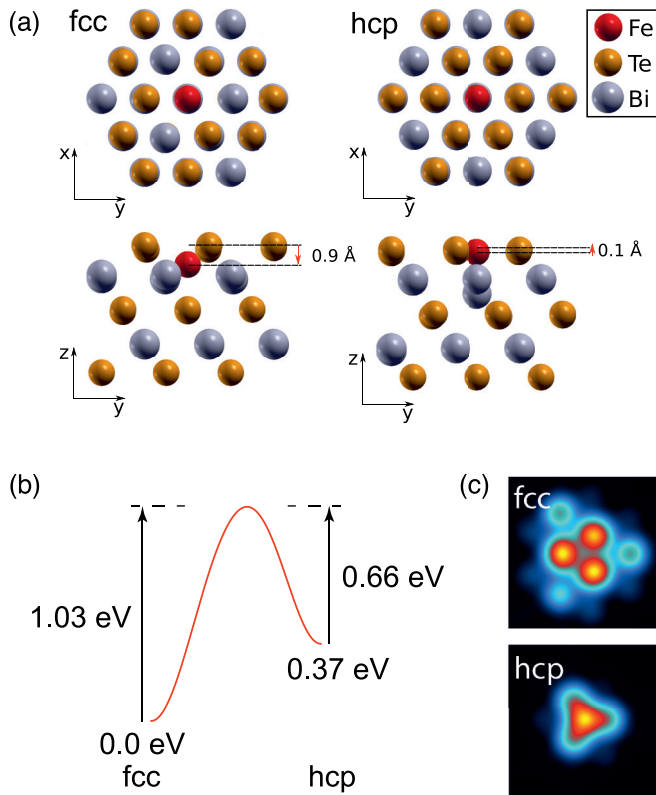 (a) fcc hcp
Fe
Te
Bi
x
y
x
y
0.9 Å
0.1 Å
z
y
z
y
(b)
1.03 eV
0.66 eV
0.37 eV
0.0 eV
fcc hcp
(c)
fcc
hcp